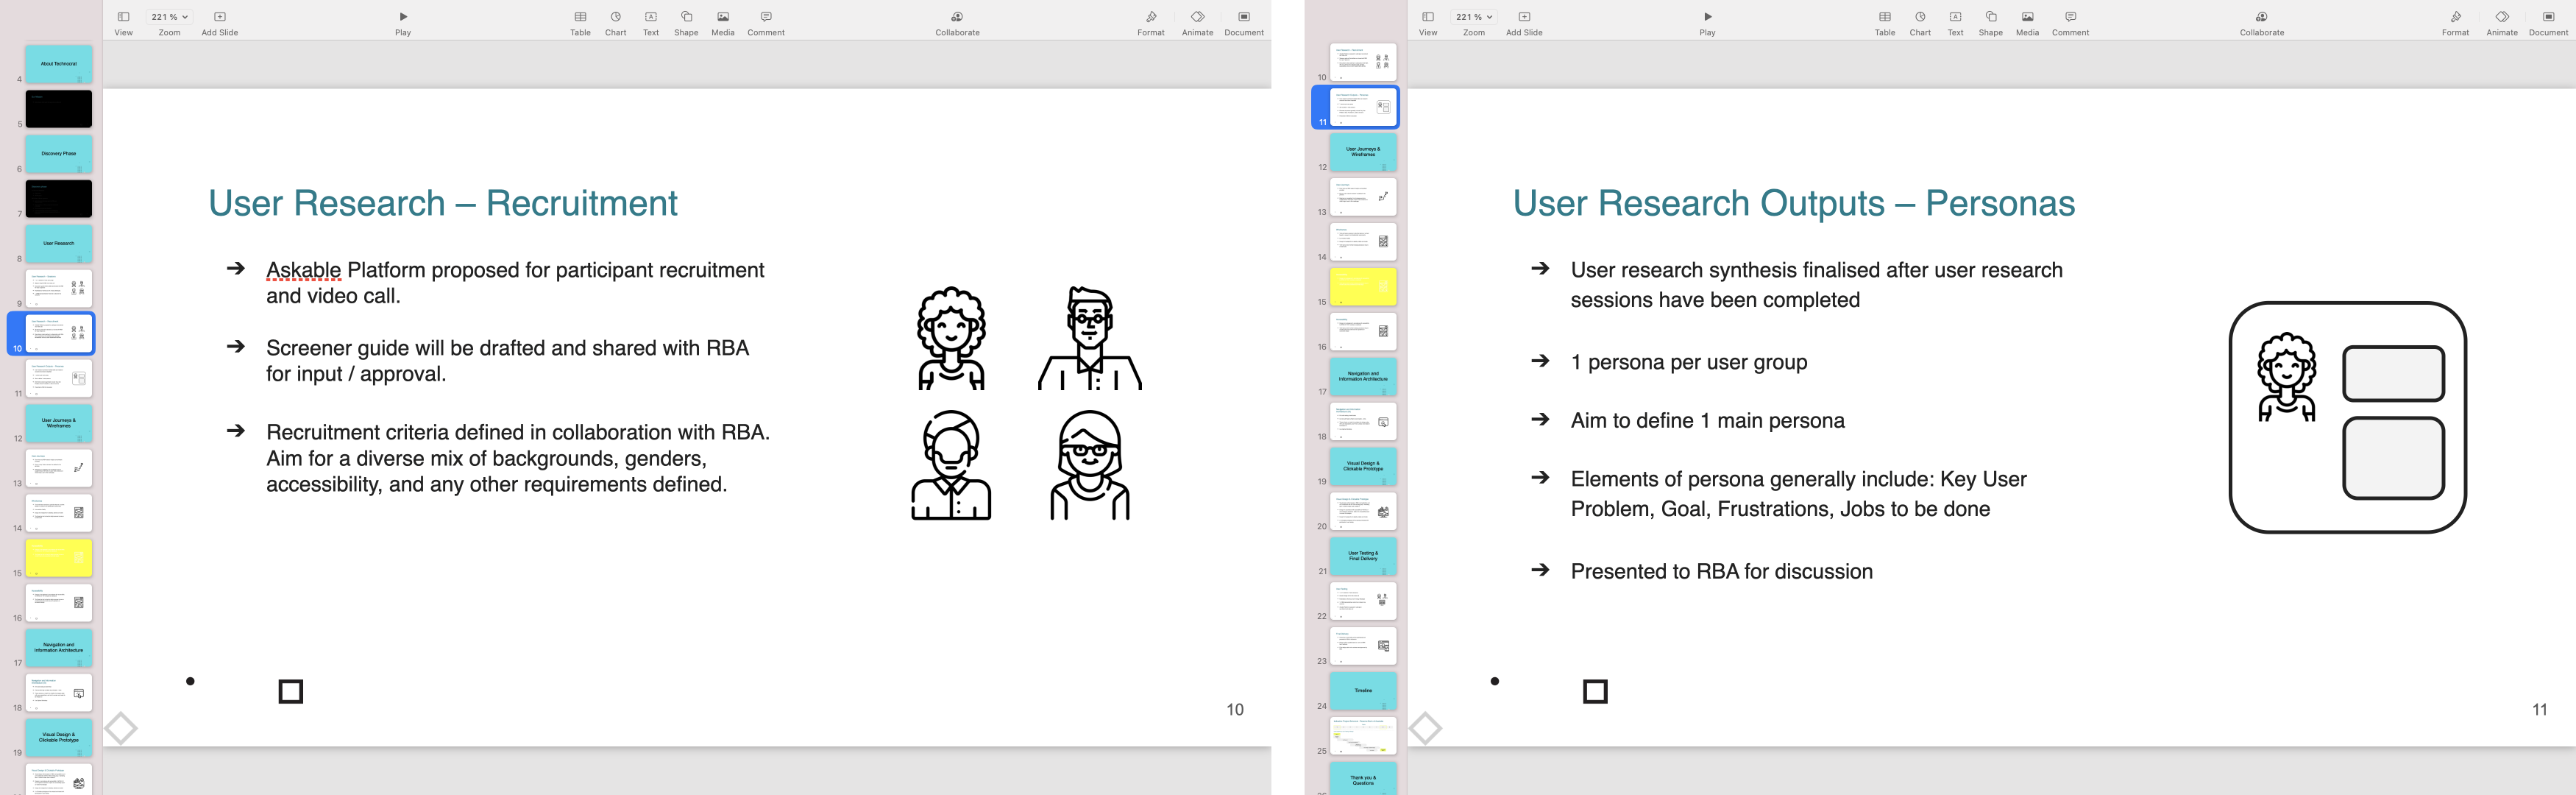 View
221 %
Zoom
Add Slide
Play
Table
Chart
Text
Shape
Media
Comment
Collaborate
Format
Animate
Document
4
About Technocrat
5
6
Discovery Phase
7
8
User Research
9
10
11
12
User Journeys &
Wireframes
13
14
15
16
17
Navigation and
Information Architecture
18
19
Visual Design &
Clickable Prototype
User Research – Recruitment
➔ Askable Platform proposed for participant recruitment
and video call.
➔ Screener guide will be drafted and shared with RBA
for input / approval.
➔ Recruitment criteria defined in collaboration with RBA.
Aim for a diverse mix of backgrounds, genders,
accessibility, and any other requirements defined.
10
View
221 %
Zoom
Add Slide
Play
Table
Chart
Text
Shape
Media
Comment
Collaborate
Format
Animate
Document
10
11
12
User Journeys &
Wireframes
13
14
15
16
17
Navigation and
Information Architecture
18
19
Visual Design &
Clickable Prototype
20
21
User Testing &
Final Delivery
22
23
24
Timeline
25
Thank you &
Questions
User Research Outputs – Personas
➔ User research synthesis finalised after user research
sessions have been completed
➔ 1 persona per user group
➔ Aim to define 1 main persona
➔ Elements of persona generally include: Key User
Problem, Goal, Frustrations, Jobs to be done
➔ Presented to RBA for discussion
11